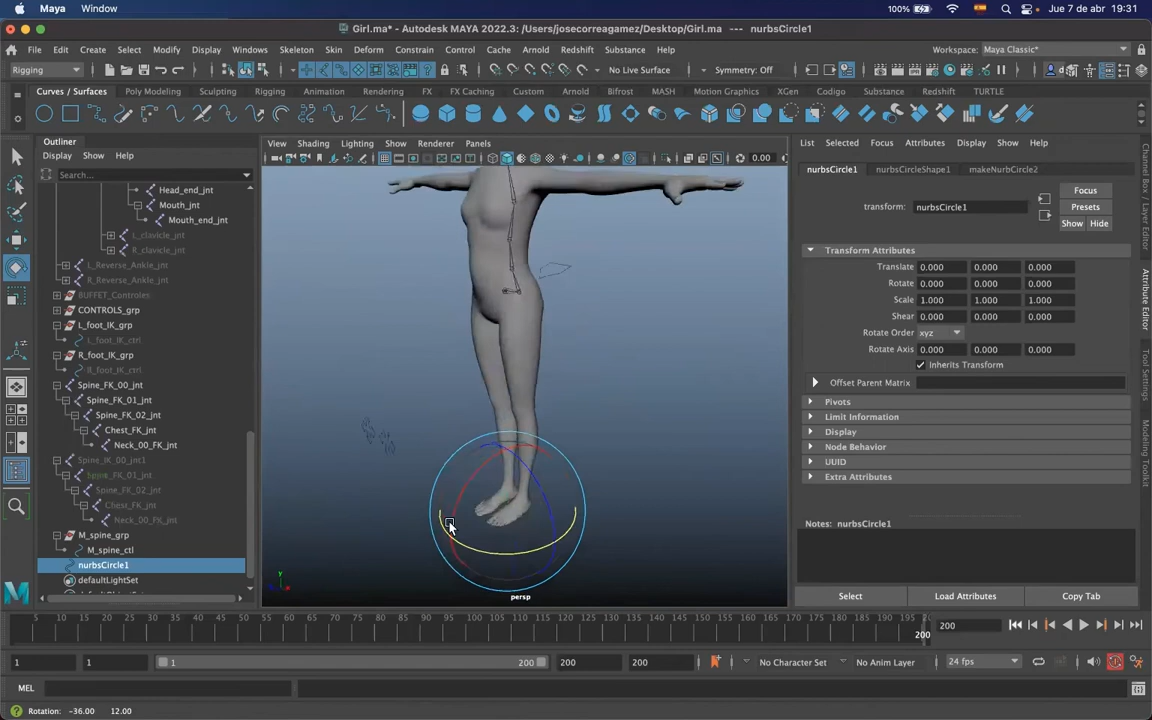 Maya Window 100% Jue 7 de abr 19:31
Girl.ma* - Autodesk MAYA 2022.3: /Users/josecorreagamez/Desktop/Girl.ma --- nurbsCircle1
File Edit Create Select Modify Display Windows Skeleton Skin Deform Constrain Control Cache Arnold Redshift Substance Help Workspace: Maya Classic*
Rigging No Live Surface Symmetry: Off
Curves / Surfaces Poly Modeling Sculpting Rigging Animation Rendering FX FX Caching Custom Arnold Bifrost MASH Motion Graphics XGen Codigo Substance Redshift TURTLE
Outliner
Display Show Help
Search...
Head_end_jnt
Mouth_jnt
Mouth_end_jnt
L_clavicle_jnt
R_clavicle_jnt
L_Reverse_Ankle_jnt
R_Reverse_Ankle_jnt
BUFFET_Controles
CONTROLS_grp
L_foot_IK_grp
L_foot_IK_ctrl
R_foot_IK_grp
R_foot_IK_ctrl
Spine_FK_00_jnt
Spine_FK_01_jnt
Spine_FK_02_jnt
Chest_FK_jnt
Neck_00_FK_jnt
Spine_IK_00_jnt1
Spine_FK_01_jnt
Spine_FK_02_jnt
Chest_FK_jnt
Neck_00_FK_jnt
M_spine_grp
M_spine_ctl
nurbsCircle1
defaultLightSet
View Shading Lighting Show Renderer Panels
0.00
persp
y
List Selected Focus Attributes Display Show Help
nurbsCircle1 nurbsCircleShape1 makeNurbCircle2
Focus
transform: nurbsCircle1 Presets
Show Hide
Transform Attributes
Translate 0.000 0.000 0.000
Rotate 0.000 0.000 0.000
Scale 1.000 1.000 1.000
Shear 0.000 0.000 0.000
Rotate Order xyz
Rotate Axis 0.000 0.000 0.000
Inherits Transform
Offset Parent Matrix
Pivots
Limit Information
Display
Node Behavior
UUID
Extra Attributes
Notes: nurbsCircle1
Select Load Attributes Copy Tab
Channel Box / Layer Editor
Attribute Editor
Tool Settings
Modeling Toolkit
5 10 15 20 25 30 35 40 45 50 55 60 65 70 75 80 85 90 95 100 105 110 115 120 125 130 135 140 145 150 155 160 165 170 175 180 185 190 195 200 200
1 1 1 200 200 200 No Character Set No Anim Layer 24 fps
MEL
Rotation: -36.00 12.00